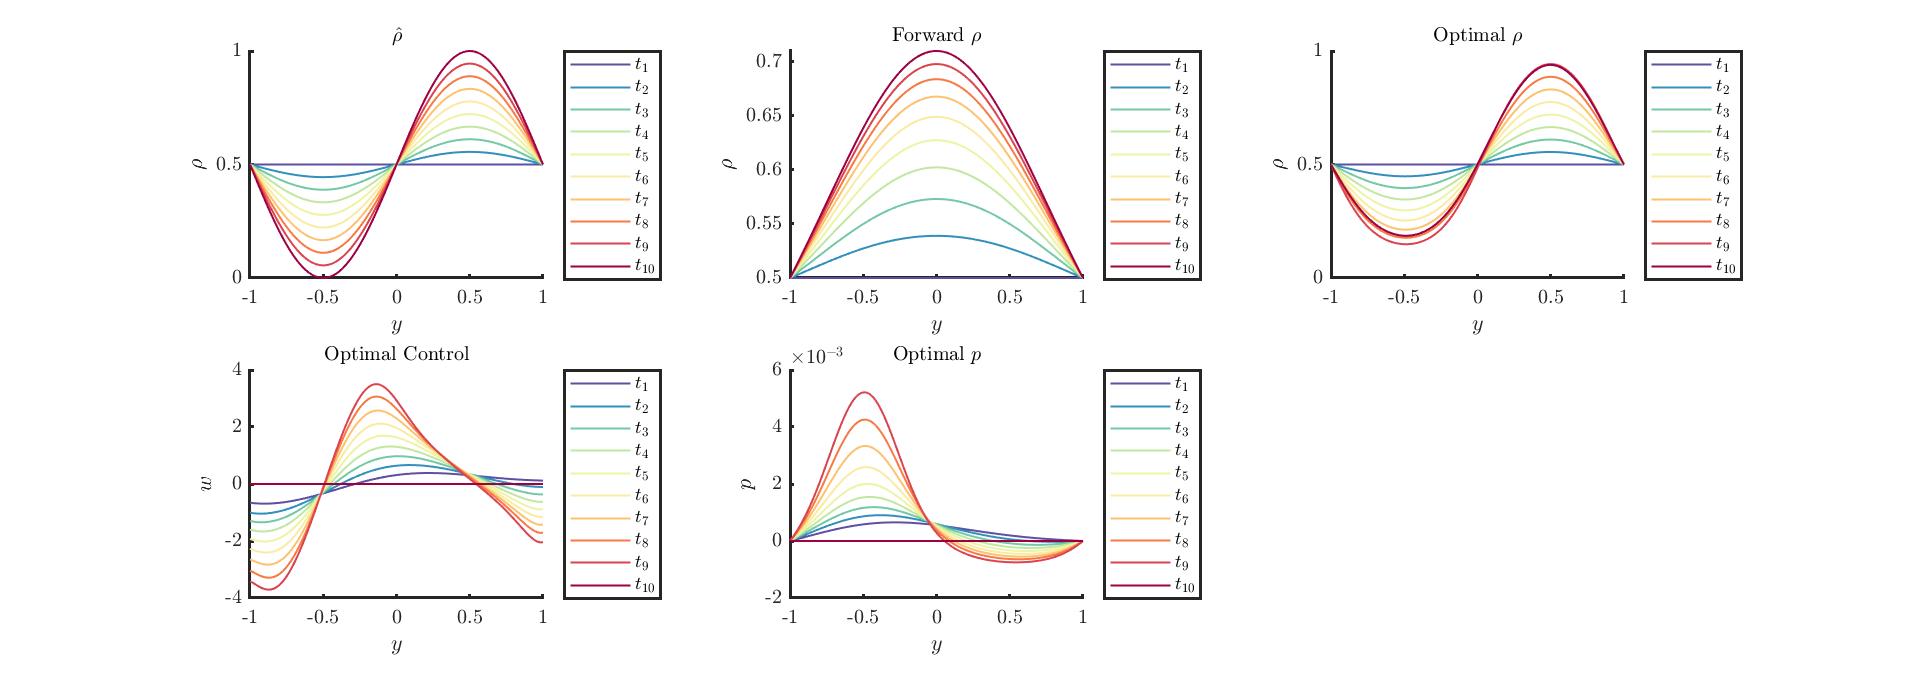 ρ̂
1
0.5
0
ρ
-1 -0.5 0 0.5 1
y
t₁
t₂
t₃
t₄
t₅
t₆
t₇
t₈
t₉
t₁₀
Forward ρ
0.7
0.65
0.6
0.55
0.5
ρ
-1 -0.5 0 0.5 1
y
t₁
t₂
t₃
t₄
t₅
t₆
t₇
t₈
t₉
t₁₀
Optimal ρ
1
0.5
0
ρ
-1 -0.5 0 0.5 1
y
t₁
t₂
t₃
t₄
t₅
t₆
t₇
t₈
t₉
t₁₀
Optimal Control
4
2
0
-2
-4
w
-1 -0.5 0 0.5 1
y
t₁
t₂
t₃
t₄
t₅
t₆
t₇
t₈
t₉
t₁₀
×10⁻³ Optimal p
6
4
2
0
-2
p
-1 -0.5 0 0.5 1
y
t₁
t₂
t₃
t₄
t₅
t₆
t₇
t₈
t₉
t₁₀